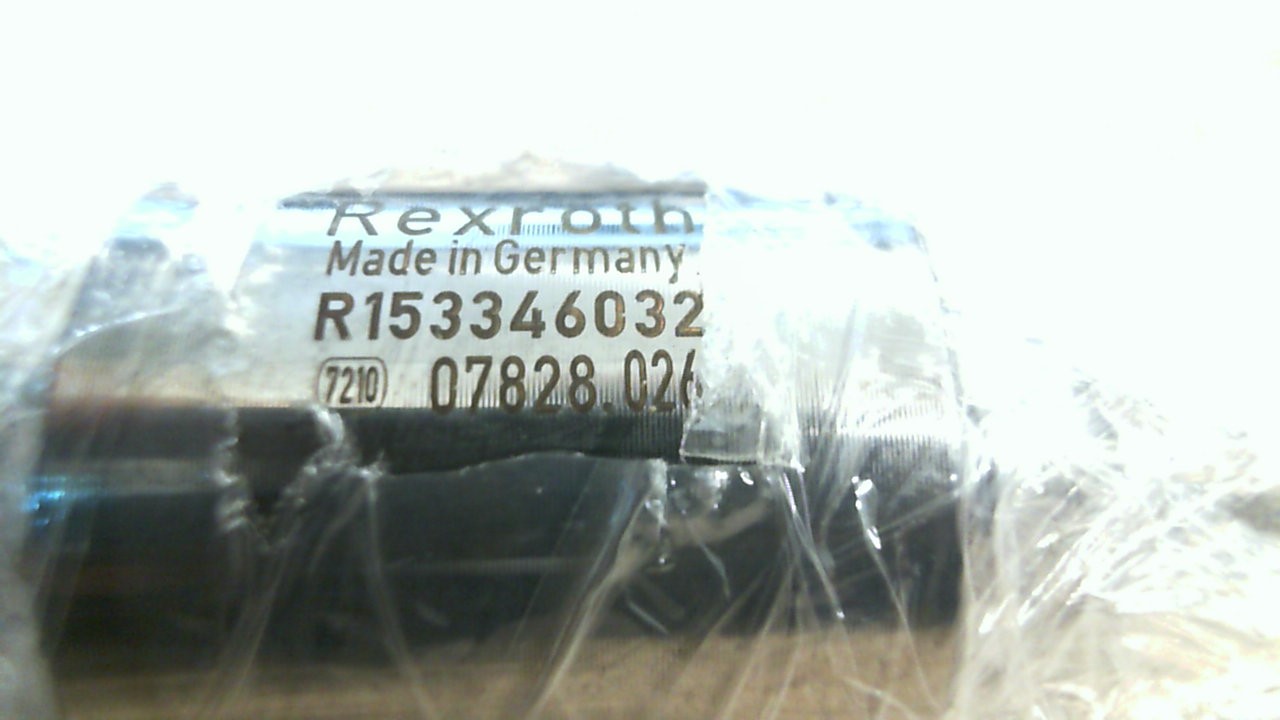 Rexroth
Made in Germany
R153346032
7210 07828.026